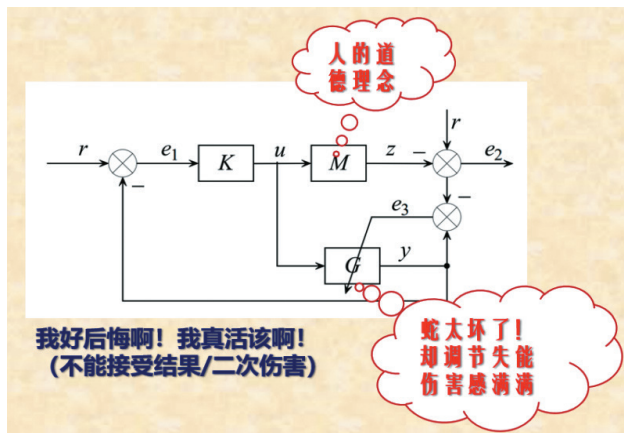 人的道
德理念
r
r
e₁
K
u
M
z
−
e₂
−
−
e₃
G
y
蛇太坏了！
却调节失能
伤害感满满
我好后悔啊！我真活该啊！
（不能接受结果/二次伤害）